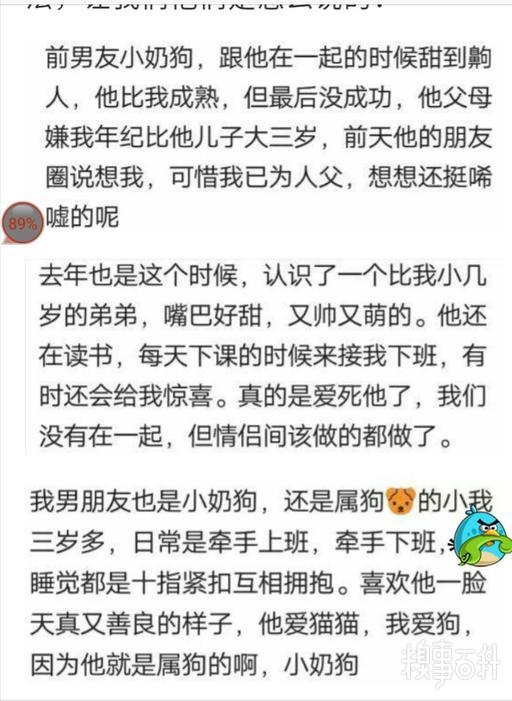 前男友小奶狗，跟他在一起的时候甜到齁
人，他比我成熟，但最后没成功，他父母
嫌我年纪比他儿子大三岁，前天他的朋友
圈说想我，可惜我已为人父，想想还挺唏
嘘的呢
89%
去年也是这个时候，认识了一个比我小几
岁的弟弟，嘴巴好甜，又帅又萌的。他还
在读书，每天下课的时候来接我下班，有
时还会给我惊喜。真的是爱死他了，我们
没有在一起，但情侣间该做的都做了。
我男朋友也是小奶狗，还是属狗🐶的小我
三岁多，日常是牵手上班，牵手下班，
睡觉都是十指紧扣互相拥抱。喜欢他一脸
天真又善良的样子，他爱猫猫，我爱狗，
因为他就是属狗的啊，小奶狗
糗事百科